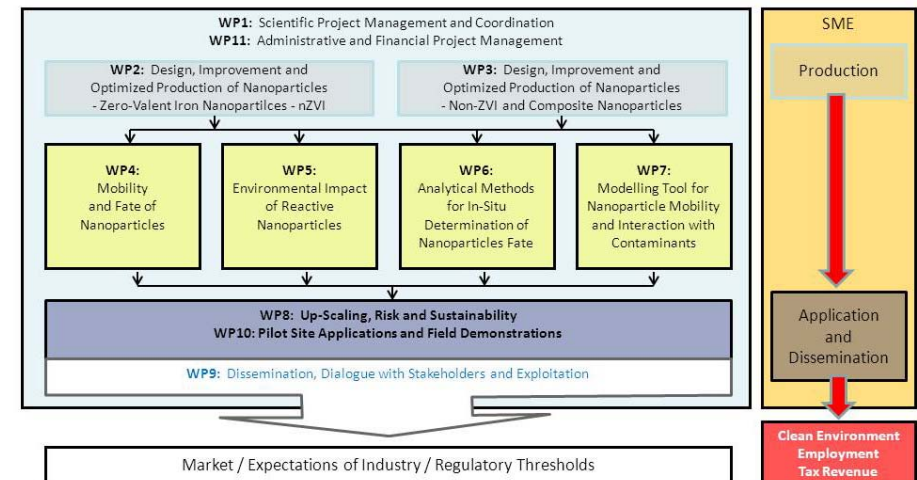 WP1: Scientific Project Management and Coordination
WP11: Administrative and Financial Project Management
WP2: Design, Improvement and
Optimized Production of Nanoparticles
- Zero-Valent Iron Nanopartilces - nZVI
WP3: Design, Improvement and
Optimized Production of Nanoparticles
- Non-ZVI and Composite Nanoparticles
WP4:
Mobility
and Fate of
Nanoparticles
WP5:
Environmental Impact
of Reactive
Nanoparticles
WP6:
Analytical Methods
for In-Situ
Determination of
Nanoparticles Fate
WP7:
Modelling Tool for
Nanoparticle Mobility
and Interaction with
Contaminants
WP8: Up-Scaling, Risk and Sustainability
WP10: Pilot Site Applications and Field Demonstrations
WP9: Dissemination, Dialogue with Stakeholders and Exploitation
Market / Expectations of Industry / Regulatory Thresholds
SME
Production
Application
and
Dissemination
Clean Environment
Employment
Tax Revenue